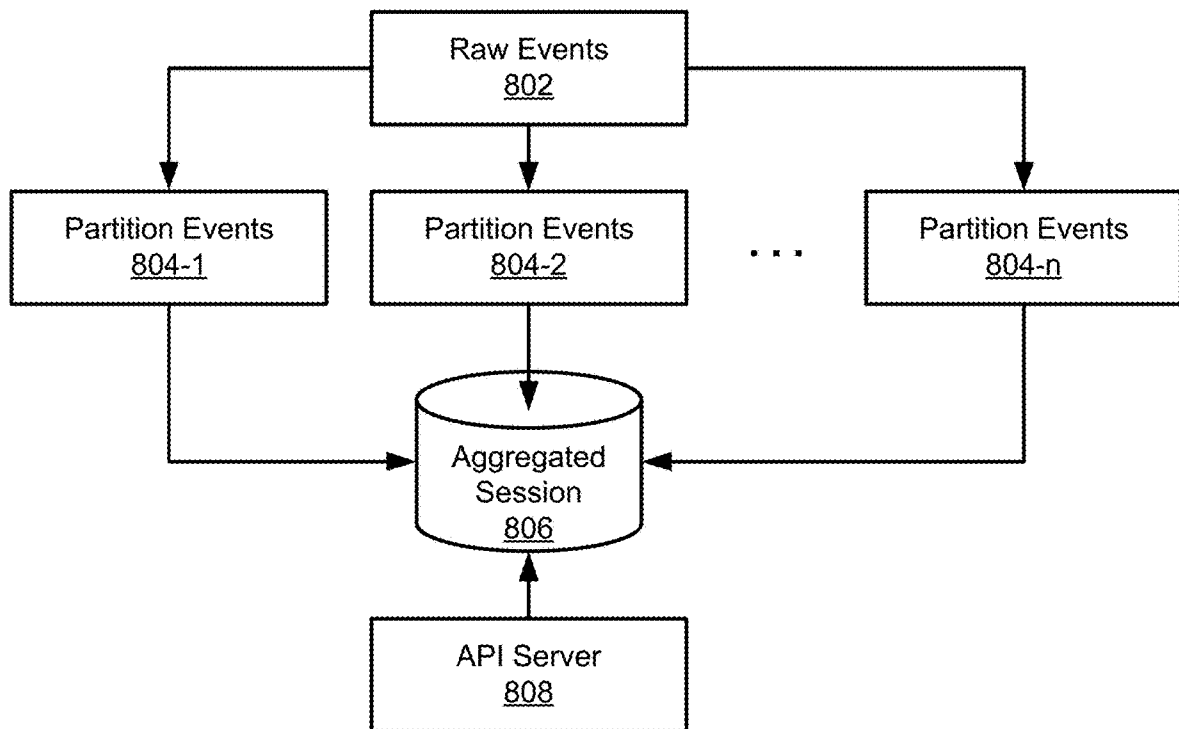 Raw Events
802
Partition Events
804-1
Partition Events
804-2
. . .
Partition Events
804-n
Aggregated
Session
806
API Server
808